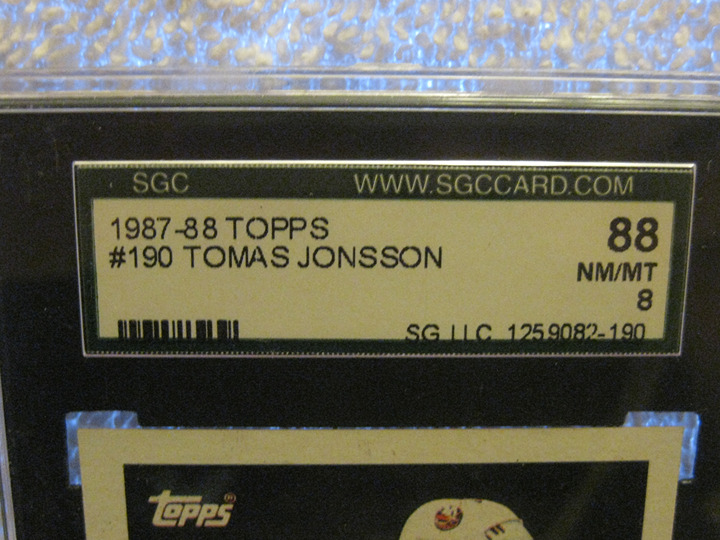 SGC WWW.SGCCARD.COM
1987-88 TOPPS 88
#190 TOMAS JONSSON NM/MT
8
SG LLC 1259082-190
Topps®